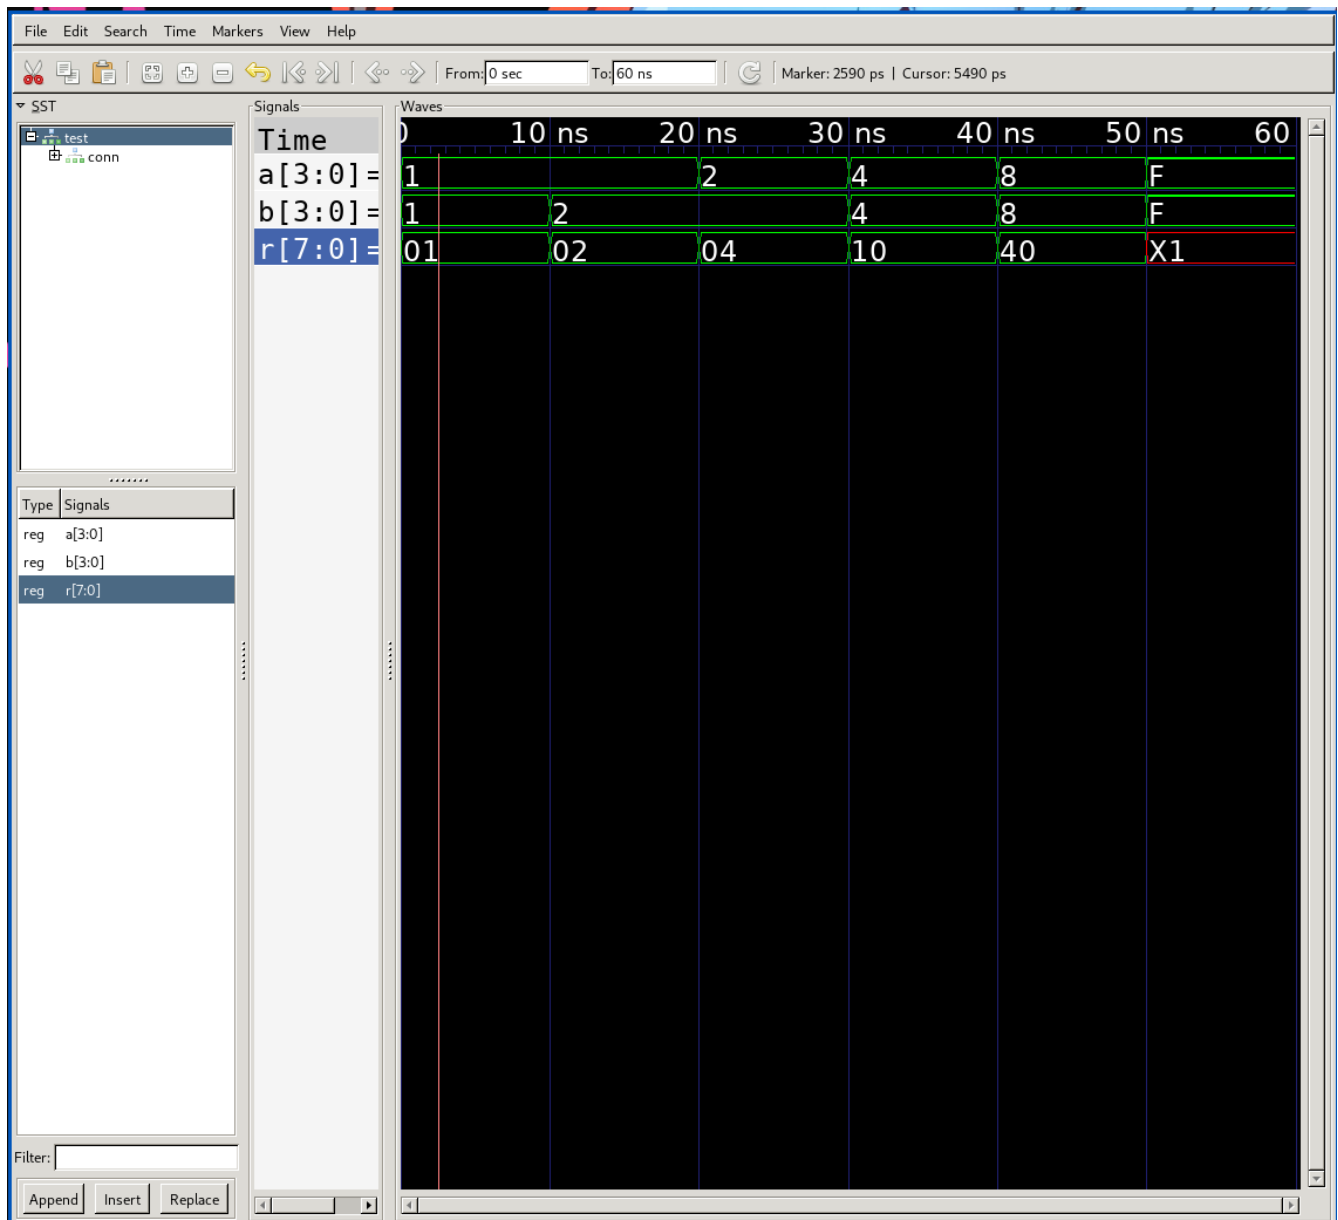 File Edit Search Time Markers View Help
From: 0 sec To: 60 ns Marker: 2590 ps | Cursor: 5490 ps
SST
test
conn
Type Signals
reg a[3:0]
reg b[3:0]
reg r[7:0]
Filter:
Append Insert Replace
Signals
Time
a[3:0]=
b[3:0]=
r[7:0]=
Waves
0 10 ns 20 ns 30 ns 40 ns 50 ns 60
1 2 4 8 F
1 2 4 8 F
01 02 04 10 40 X1